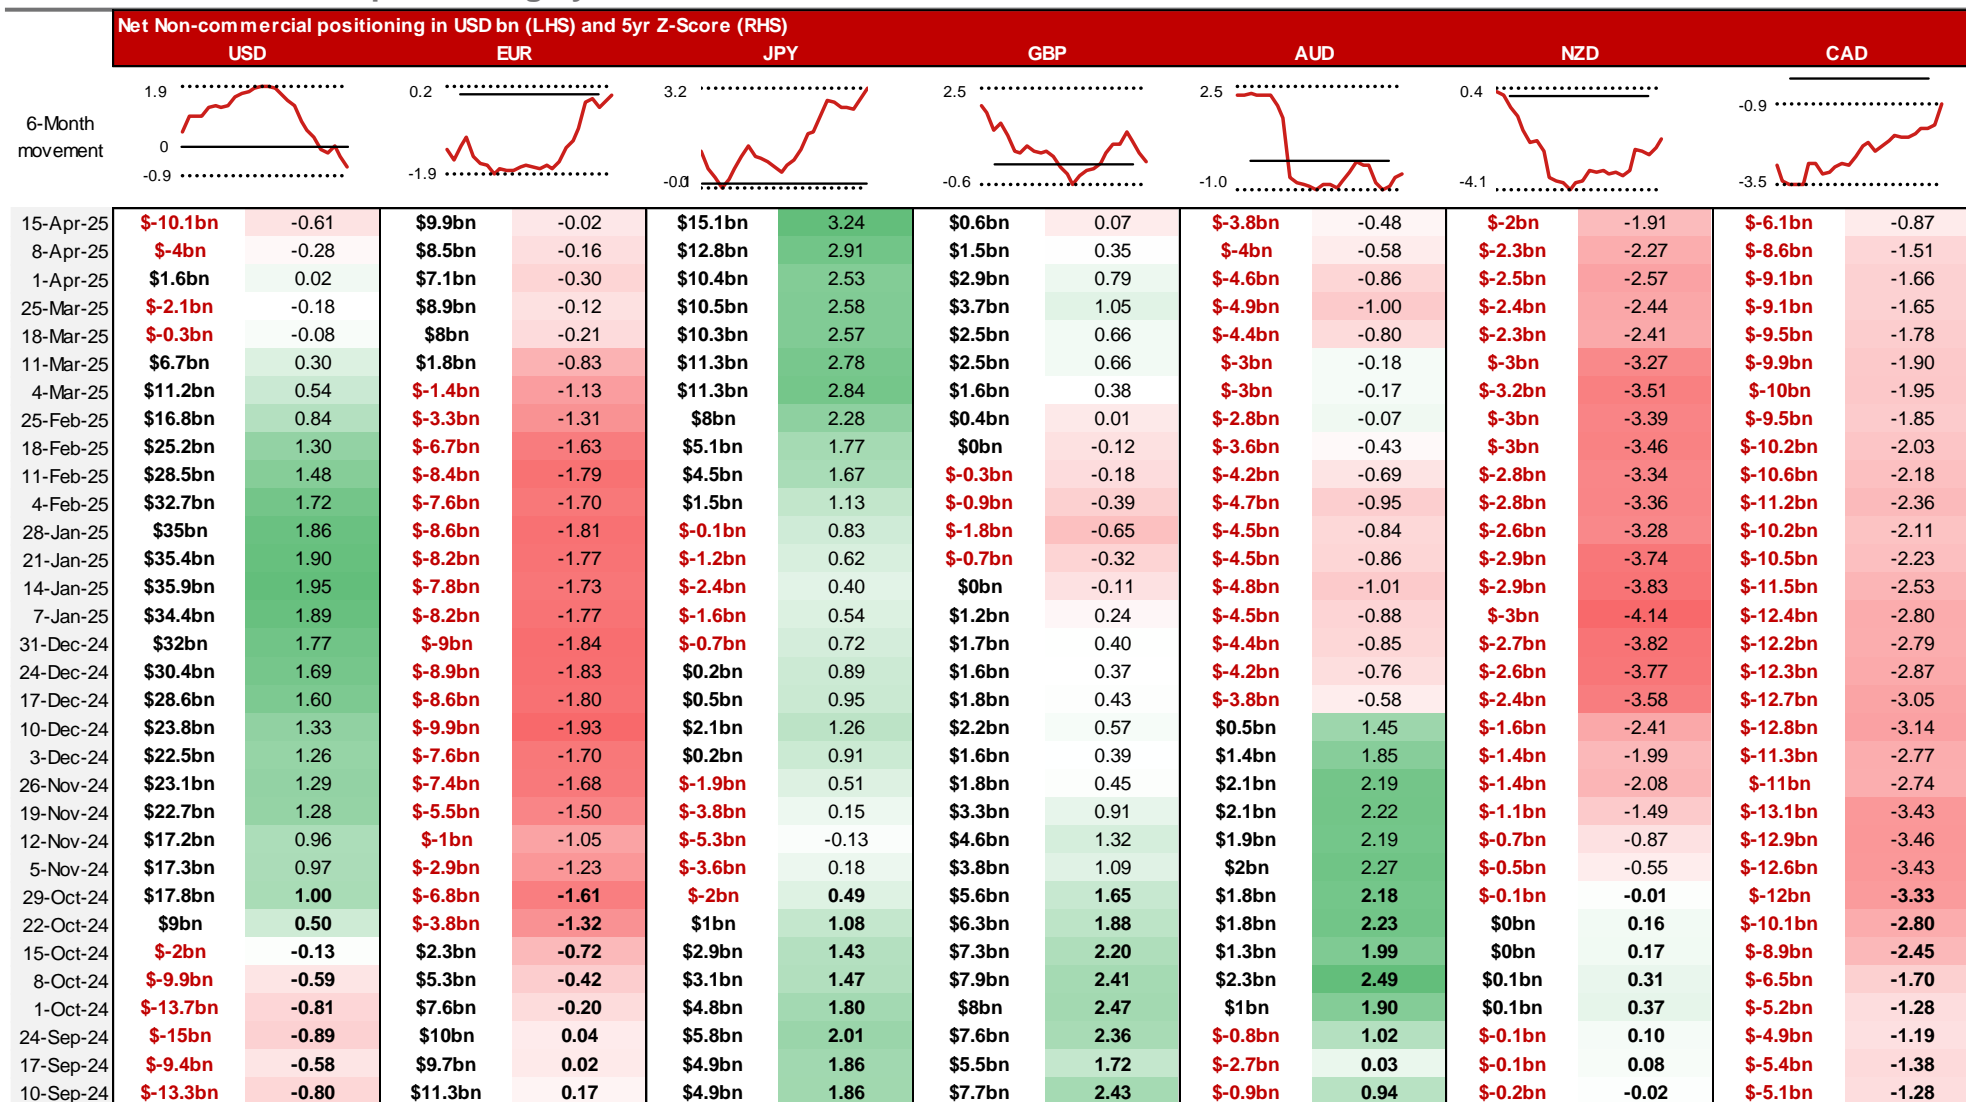 Net Non-commercial positioning in USD bn (LHS) and 5yr Z-Score (RHS)
USD EUR JPY GBP AUD NZD CAD
6-Month movement
1.9 0 -0.9 0.2 -1.9 3.2 2.5 -0.6 2.5 -1.0 0.4 -4.1 -0.9 -3.5
15-Apr-25 $-10.1bn -0.61 $9.9bn -0.02 $15.1bn 3.24 $0.6bn 0.07 $-3.8bn -0.48 $-2bn -1.91 $-6.1bn -0.87
8-Apr-25 $-4bn -0.28 $8.5bn -0.16 $12.8bn 2.91 $1.5bn 0.35 $-4bn -0.58 $-2.3bn -2.27 $-8.6bn -1.51
1-Apr-25 $1.6bn 0.02 $7.1bn -0.30 $10.4bn 2.53 $2.9bn 0.79 $-4.6bn -0.86 $-2.5bn -2.57 $-9.1bn -1.66
25-Mar-25 $-2.1bn -0.18 $8.9bn -0.12 $10.5bn 2.58 $3.7bn 1.05 $-4.9bn -1.00 $-2.4bn -2.44 $-9.1bn -1.65
18-Mar-25 $-0.3bn -0.08 $8bn -0.21 $10.3bn 2.57 $2.5bn 0.66 $-4.4bn -0.80 $-2.3bn -2.41 $-9.5bn -1.78
11-Mar-25 $6.7bn 0.30 $1.8bn -0.83 $11.3bn 2.78 $2.5bn 0.66 $-3bn -0.18 $-3bn -3.27 $-9.9bn -1.90
4-Mar-25 $11.2bn 0.54 $-1.4bn -1.13 $11.3bn 2.84 $1.6bn 0.38 $-3bn -0.17 $-3.2bn -3.51 $-10bn -1.95
25-Feb-25 $16.8bn 0.84 $-3.3bn -1.31 $8bn 2.28 $0.4bn 0.01 $-2.8bn -0.07 $-3bn -3.39 $-9.5bn -1.85
18-Feb-25 $25.2bn 1.30 $-6.7bn -1.63 $5.1bn 1.77 $0bn -0.12 $-3.6bn -0.43 $-3bn -3.46 $-10.2bn -2.03
11-Feb-25 $28.5bn 1.48 $-8.4bn -1.79 $4.5bn 1.67 $-0.3bn -0.18 $-4.2bn -0.69 $-2.8bn -3.34 $-10.6bn -2.18
4-Feb-25 $32.7bn 1.72 $-7.6bn -1.70 $1.5bn 1.13 $-0.9bn -0.39 $-4.7bn -0.95 $-2.8bn -3.36 $-11.2bn -2.36
28-Jan-25 $35bn 1.86 $-8.6bn -1.81 $-0.1bn 0.83 $-1.8bn -0.65 $-4.5bn -0.84 $-2.6bn -3.28 $-10.2bn -2.11
21-Jan-25 $35.4bn 1.90 $-8.2bn -1.77 $-1.2bn 0.62 $-0.7bn -0.32 $-4.5bn -0.86 $-2.9bn -3.74 $-10.5bn -2.23
14-Jan-25 $35.9bn 1.95 $-7.8bn -1.73 $-2.4bn 0.40 $0bn -0.11 $-4.8bn -1.01 $-2.9bn -3.83 $-11.5bn -2.53
7-Jan-25 $34.4bn 1.89 $-8.2bn -1.77 $-1.6bn 0.54 $1.2bn 0.24 $-4.5bn -0.88 $-3bn -4.14 $-12.4bn -2.80
31-Dec-24 $32bn 1.77 $-9bn -1.84 $-0.7bn 0.72 $1.7bn 0.40 $-4.4bn -0.85 $-2.7bn -3.82 $-12.2bn -2.79
24-Dec-24 $30.4bn 1.69 $-8.9bn -1.83 $0.2bn 0.89 $1.6bn 0.37 $-4.2bn -0.76 $-2.6bn -3.77 $-12.3bn -2.87
17-Dec-24 $28.6bn 1.60 $-8.6bn -1.80 $0.5bn 0.95 $1.8bn 0.43 $-3.8bn -0.58 $-2.4bn -3.58 $-12.7bn -3.05
10-Dec-24 $23.8bn 1.33 $-9.9bn -1.93 $2.1bn 1.26 $2.2bn 0.57 $0.5bn 1.45 $-1.6bn -2.41 $-12.8bn -3.14
3-Dec-24 $22.5bn 1.26 $-7.6bn -1.70 $0.2bn 0.91 $1.6bn 0.39 $1.4bn 1.85 $-1.4bn -1.99 $-11.3bn -2.77
26-Nov-24 $23.1bn 1.29 $-7.4bn -1.68 $-1.9bn 0.51 $1.8bn 0.45 $2.1bn 2.19 $-1.4bn -2.08 $-11bn -2.74
19-Nov-24 $22.7bn 1.28 $-5.5bn -1.50 $-3.8bn 0.15 $3.3bn 0.91 $2.1bn 2.22 $-1.1bn -1.49 $-13.1bn -3.43
12-Nov-24 $17.2bn 0.96 $-1bn -1.05 $-5.3bn -0.13 $4.6bn 1.32 $1.9bn 2.19 $-0.7bn -0.87 $-12.9bn -3.46
5-Nov-24 $17.3bn 0.97 $-2.9bn -1.23 $-3.6bn 0.18 $3.8bn 1.09 $2bn 2.27 $-0.5bn -0.55 $-12.6bn -3.43
29-Oct-24 $17.8bn 1.00 $-6.8bn -1.61 $-2bn 0.49 $5.6bn 1.65 $1.8bn 2.18 $-0.1bn -0.01 $-12bn -3.33
22-Oct-24 $9bn 0.50 $-3.8bn -1.32 $1bn 1.08 $6.3bn 1.88 $1.8bn 2.23 $0bn 0.16 $-10.1bn -2.80
15-Oct-24 $-2bn -0.13 $2.3bn -0.72 $2.9bn 1.43 $7.3bn 2.20 $1.3bn 1.99 $0bn 0.17 $-8.9bn -2.45
8-Oct-24 $-9.9bn -0.59 $5.3bn -0.42 $3.1bn 1.47 $7.9bn 2.41 $2.3bn 2.49 $0.1bn 0.31 $-6.5bn -1.70
1-Oct-24 $-13.7bn -0.81 $7.6bn -0.20 $4.8bn 1.80 $8bn 2.47 $1bn 1.90 $0.1bn 0.37 $-5.2bn -1.28
24-Sep-24 $-15bn -0.89 $10bn 0.04 $5.8bn 2.01 $7.6bn 2.36 $-0.8bn 1.02 $-0.1bn 0.10 $-4.9bn -1.19
17-Sep-24 $-9.4bn -0.58 $9.7bn 0.02 $4.9bn 1.86 $5.5bn 1.72 $-2.7bn 0.03 $-0.1bn 0.08 $-5.4bn -1.38
10-Sep-24 $-13.3bn -0.80 $11.3bn 0.17 $4.9bn 1.86 $7.7bn 2.43 $-0.9bn 0.94 $-0.2bn -0.02 $-5.1bn -1.28